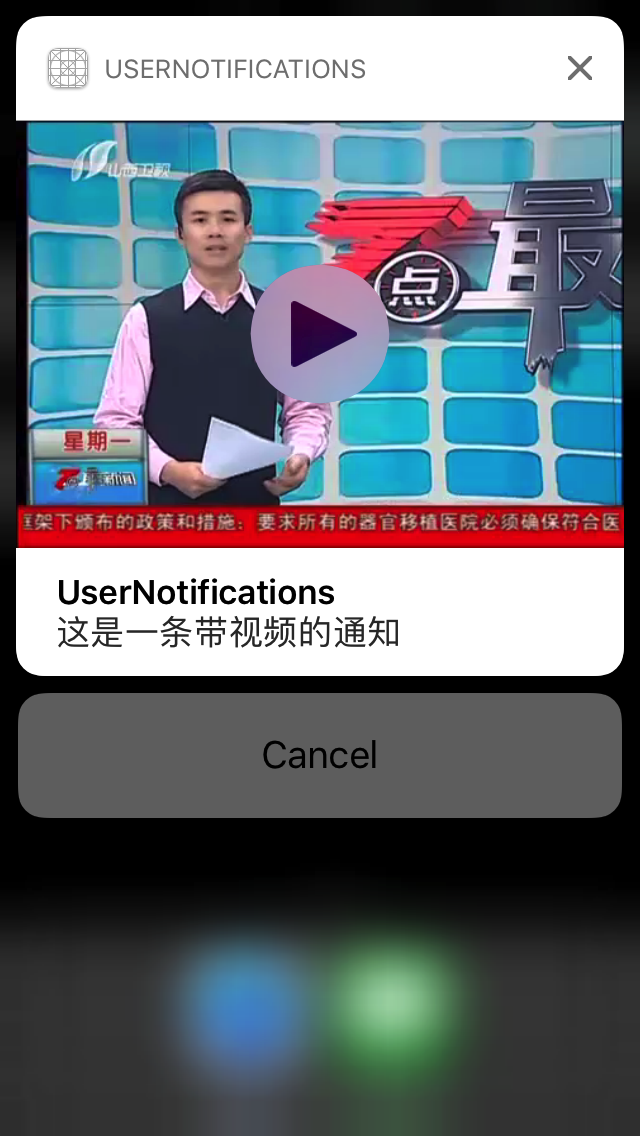 USERNOTIFICATIONS
山西卫视
7点最
星期一
框架下颁布的政策和措施：要求所有的器官移植医院必须确保符合医
UserNotifications
这是一条带视频的通知
Cancel